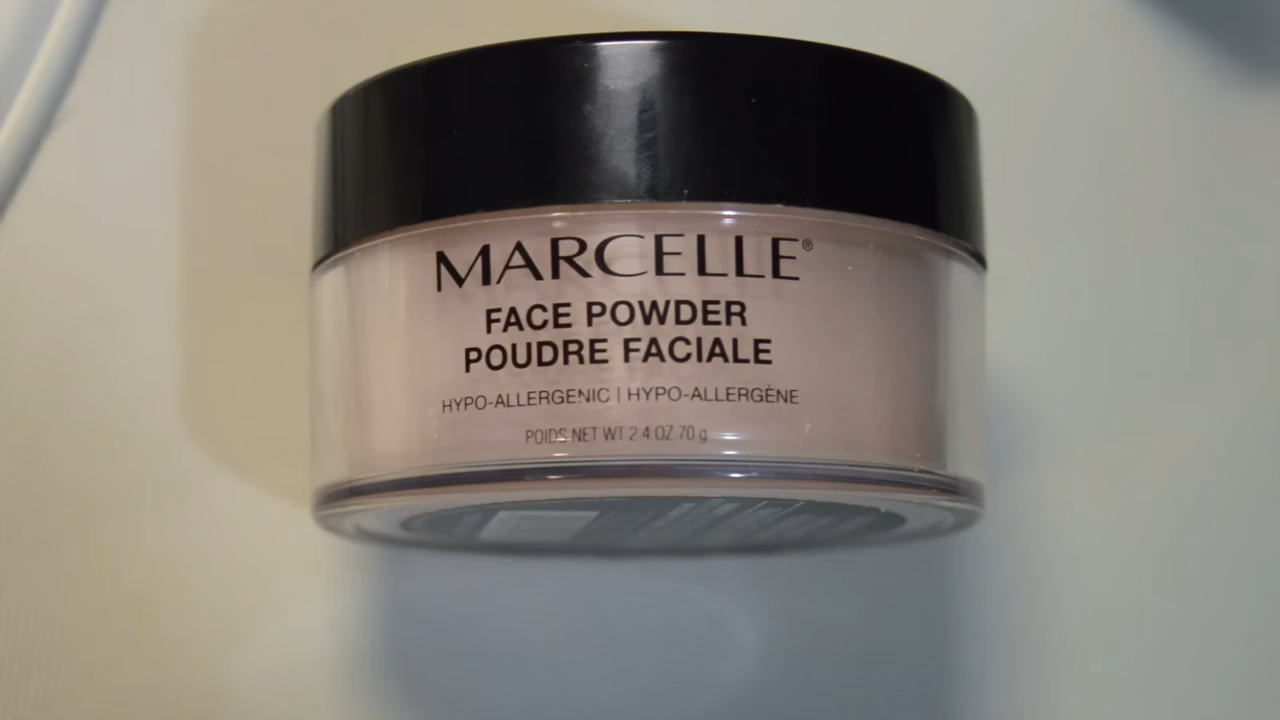 MARCELLE®
FACE POWDER
POUDRE FACIALE
HYPO-ALLERGENIC | HYPO-ALLERGÈNE
POIDS NET WT 2.4 OZ 70 g